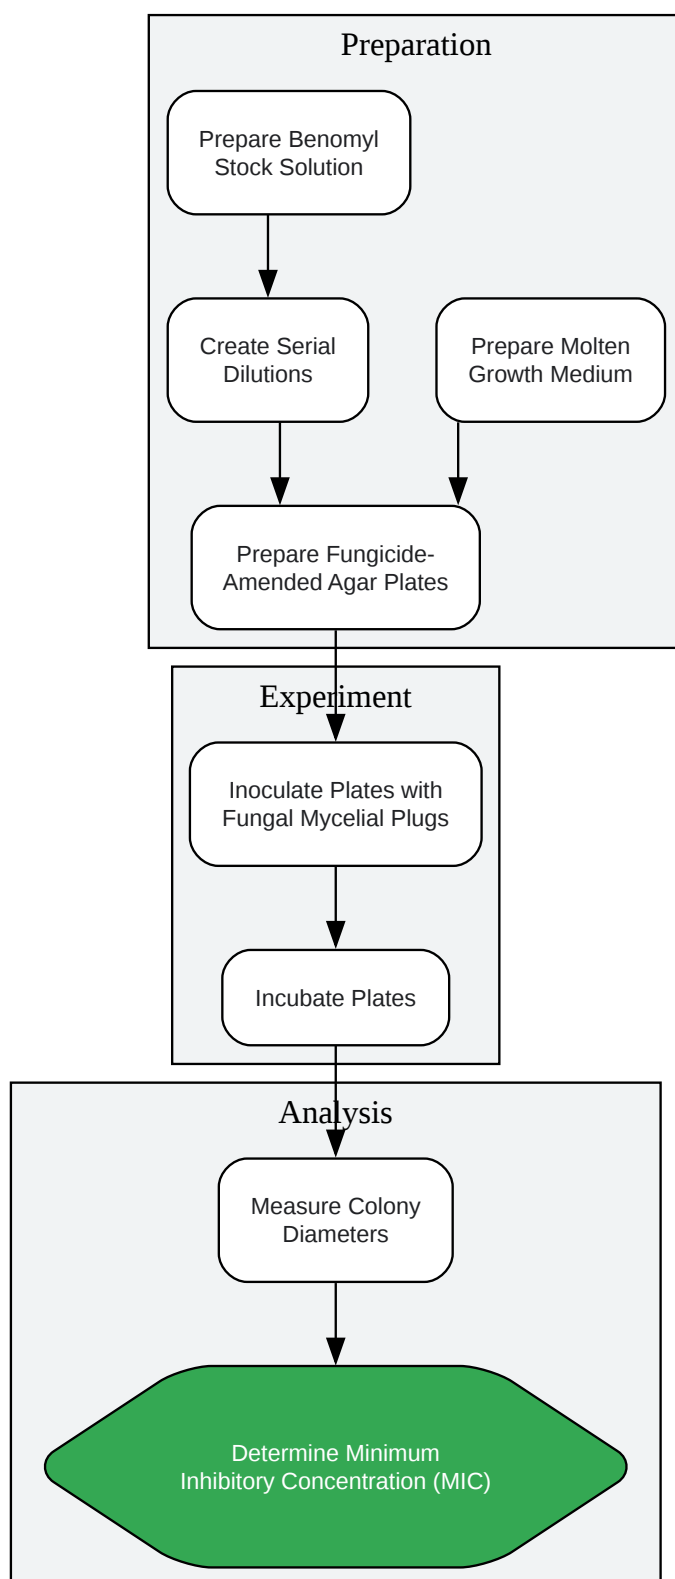 Preparation
Prepare Benomyl
Stock Solution
Create Serial
Dilutions
Prepare Molten
Growth Medium
Prepare Fungicide-
Amended Agar Plates
Experiment
Inoculate Plates with
Fungal Mycelial Plugs
Incubate Plates
Analysis
Measure Colony
Diameters
Determine Minimum
Inhibitory Concentration (MIC)